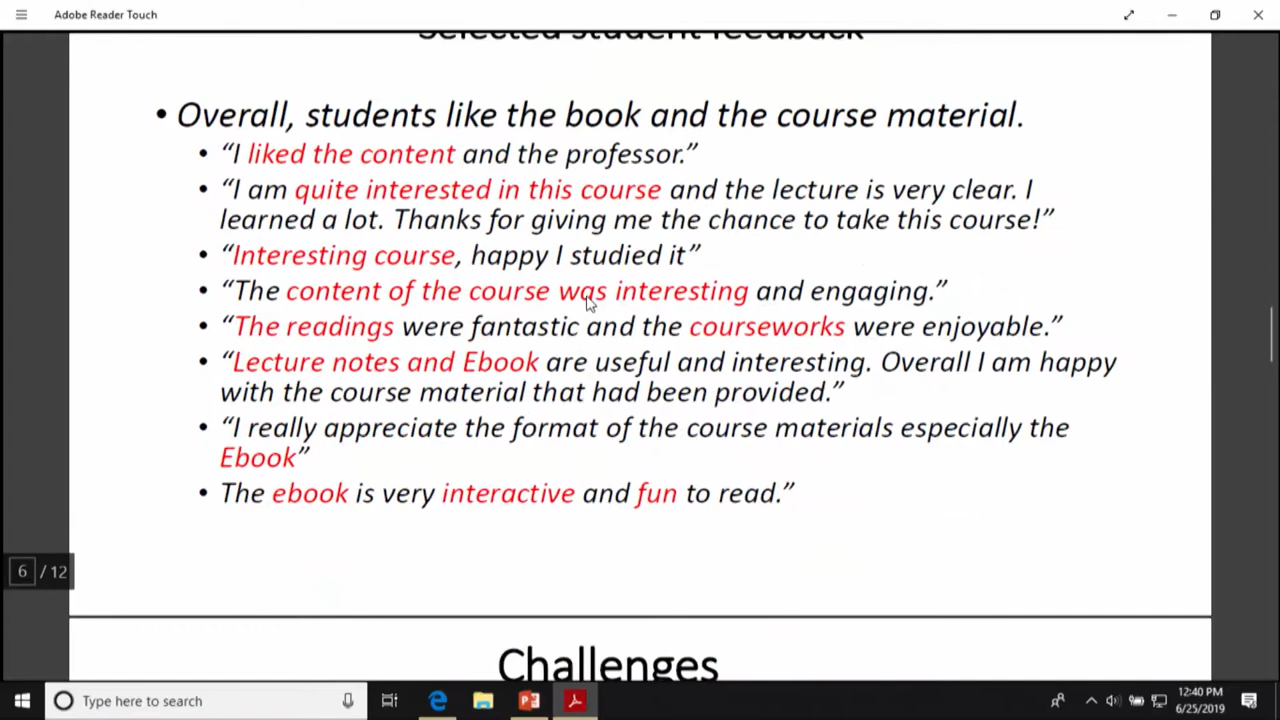 Adobe Reader Touch
Selected student feedback
• Overall, students like the book and the course material.
• “I liked the content and the professor.”
• “I am quite interested in this course and the lecture is very clear. I
learned a lot. Thanks for giving me the chance to take this course!”
• “Interesting course, happy I studied it”
• “The content of the course was interesting and engaging.”
• “The readings were fantastic and the courseworks were enjoyable.”
• “Lecture notes and Ebook are useful and interesting. Overall I am happy
with the course material that had been provided.”
• “I really appreciate the format of the course materials especially the
Ebook”
• The ebook is very interactive and fun to read.”
6 / 12
Challenges
Type here to search
12:40 PM
6/25/2019